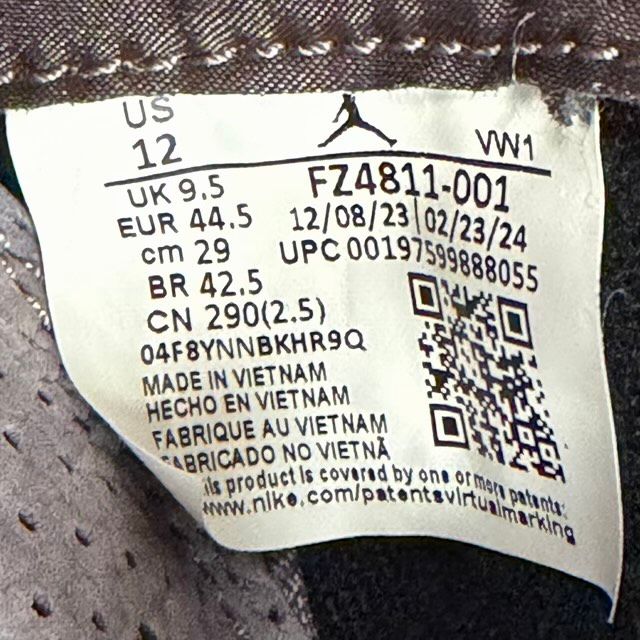 US
12
VW1
UK 9.5
FZ4811-001
EUR 44.5
12/08/23 02/23/24
cm 29
UPC 00197599888055
BR 42.5
CN 290(2.5)
04F8YNNBKHR9Q
MADE IN VIETNAM
HECHO EN VIETNAM
FABRIQUE AU VIETNAM
ABRICADO NO VIETNÃ
is product is covered by one or more patents.
www.nike.com/patentsvirtualmarking